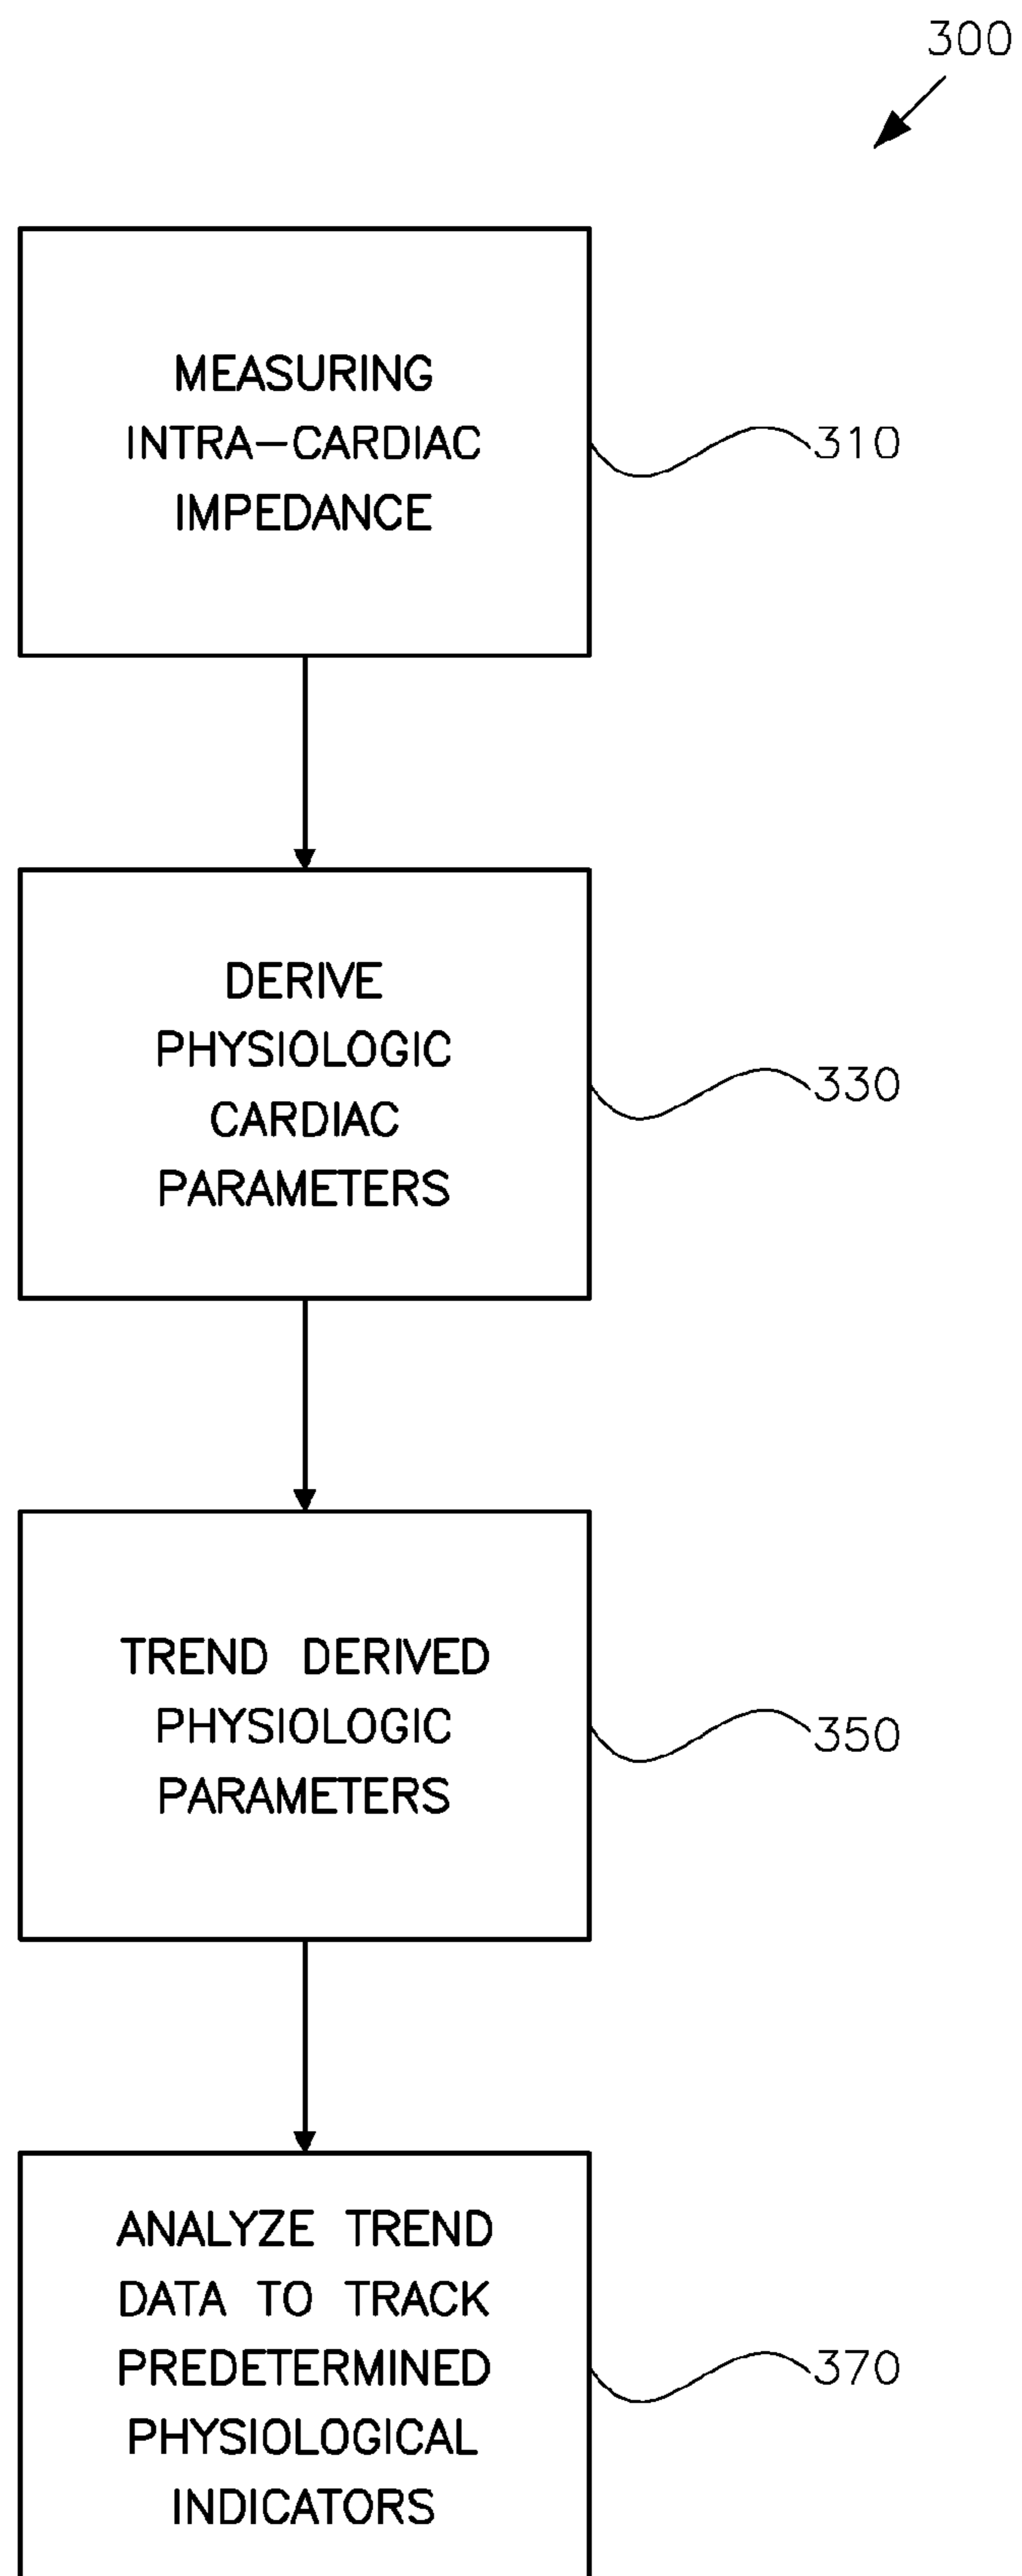 300
MEASURING
INTRA-CARDIAC
IMPEDANCE
310
DERIVE
PHYSIOLOGIC
CARDIAC
PARAMETERS
330
TREND DERIVED
PHYSIOLOGIC
PARAMETERS
350
ANALYZE TREND
DATA TO TRACK
PREDETERMINED
PHYSIOLOGICAL
INDICATORS
370